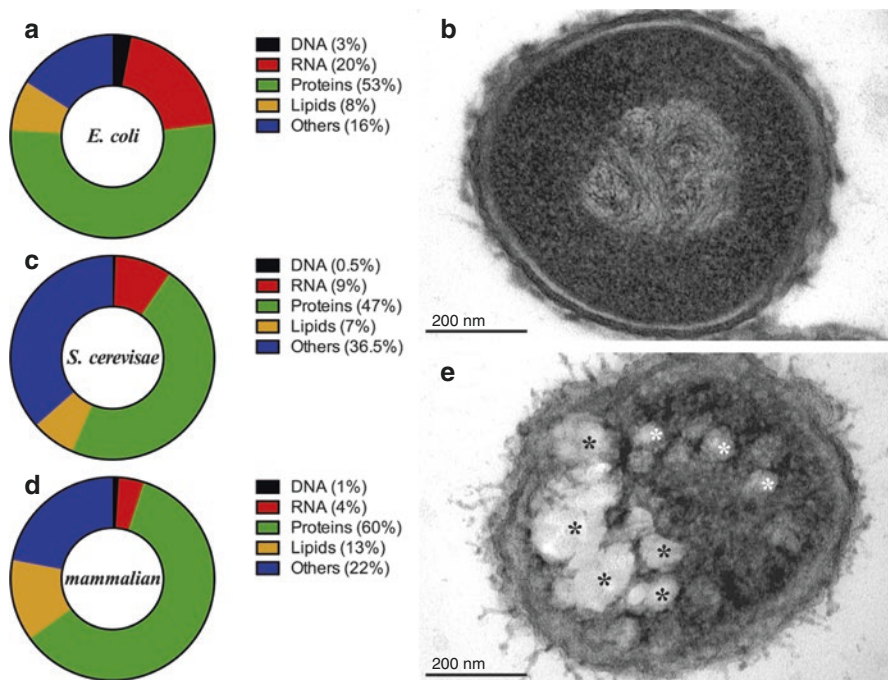 a
DNA (3%)
RNA (20%)
Proteins (53%)
Lipids (8%)
Others (16%)
E. coli
b
200 nm
c
DNA (0.5%)
RNA (9%)
Proteins (47%)
Lipids (7%)
Others (36.5%)
S. cerevisae
d
DNA (1%)
RNA (4%)
Proteins (60%)
Lipids (13%)
Others (22%)
mammalian
e
*
*
*
*
*
*
*
*
200 nm